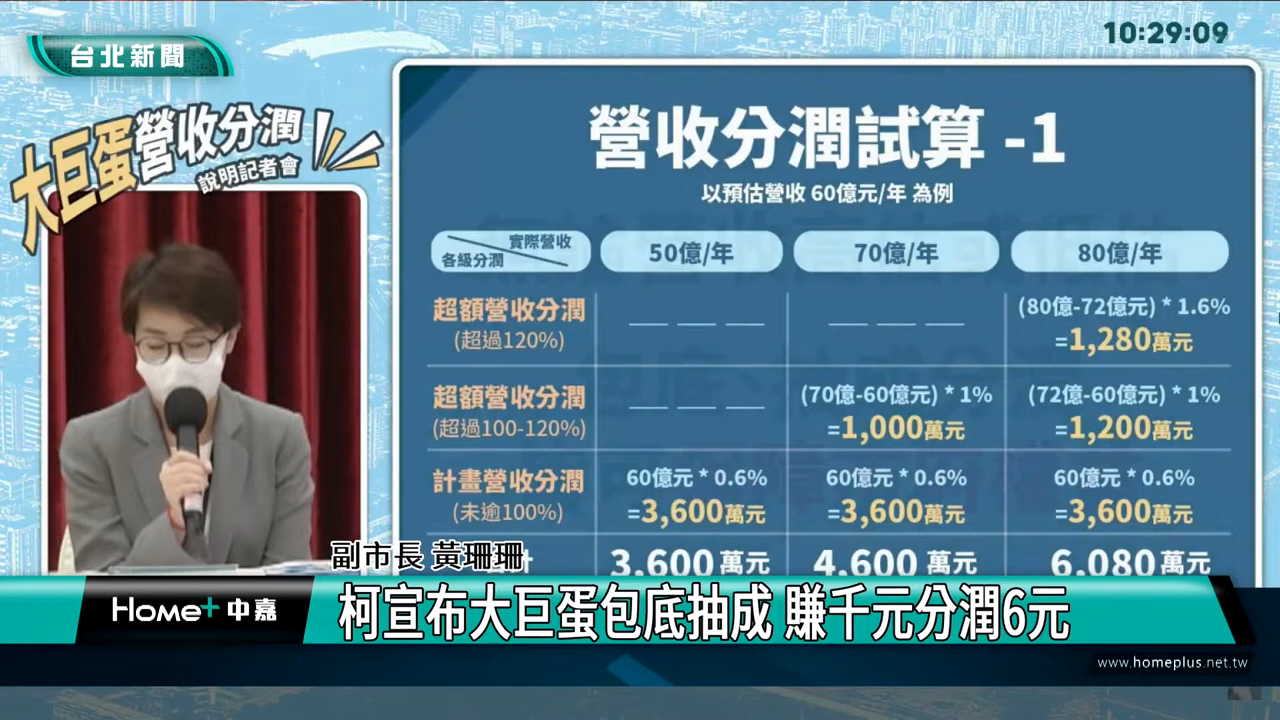 台北新聞
10:29:09
大巨蛋營收分潤
說明記者會
營收分潤試算 -1
以預估營收 60億元/年 為例
實際營收
各級分潤
50億/年
70億/年
80億/年
超額營收分潤
(超過120%)
(80億-72億元) * 1.6%
=1,280萬元
超額營收分潤
(超過100-120%)
(70億-60億元) * 1%
=1,000萬元
(72億-60億元) * 1%
=1,200萬元
計畫營收分潤
(未逾100%)
60億元 * 0.6%
=3,600萬元
60億元 * 0.6%
=3,600萬元
60億元 * 0.6%
=3,600萬元
3,600 萬元
4,600 萬元
6,080 萬元
副市長 黃珊珊
Home+ 中嘉
柯宣布大巨蛋包底抽成 賺千元分潤6元
www.homeplus.net.tw